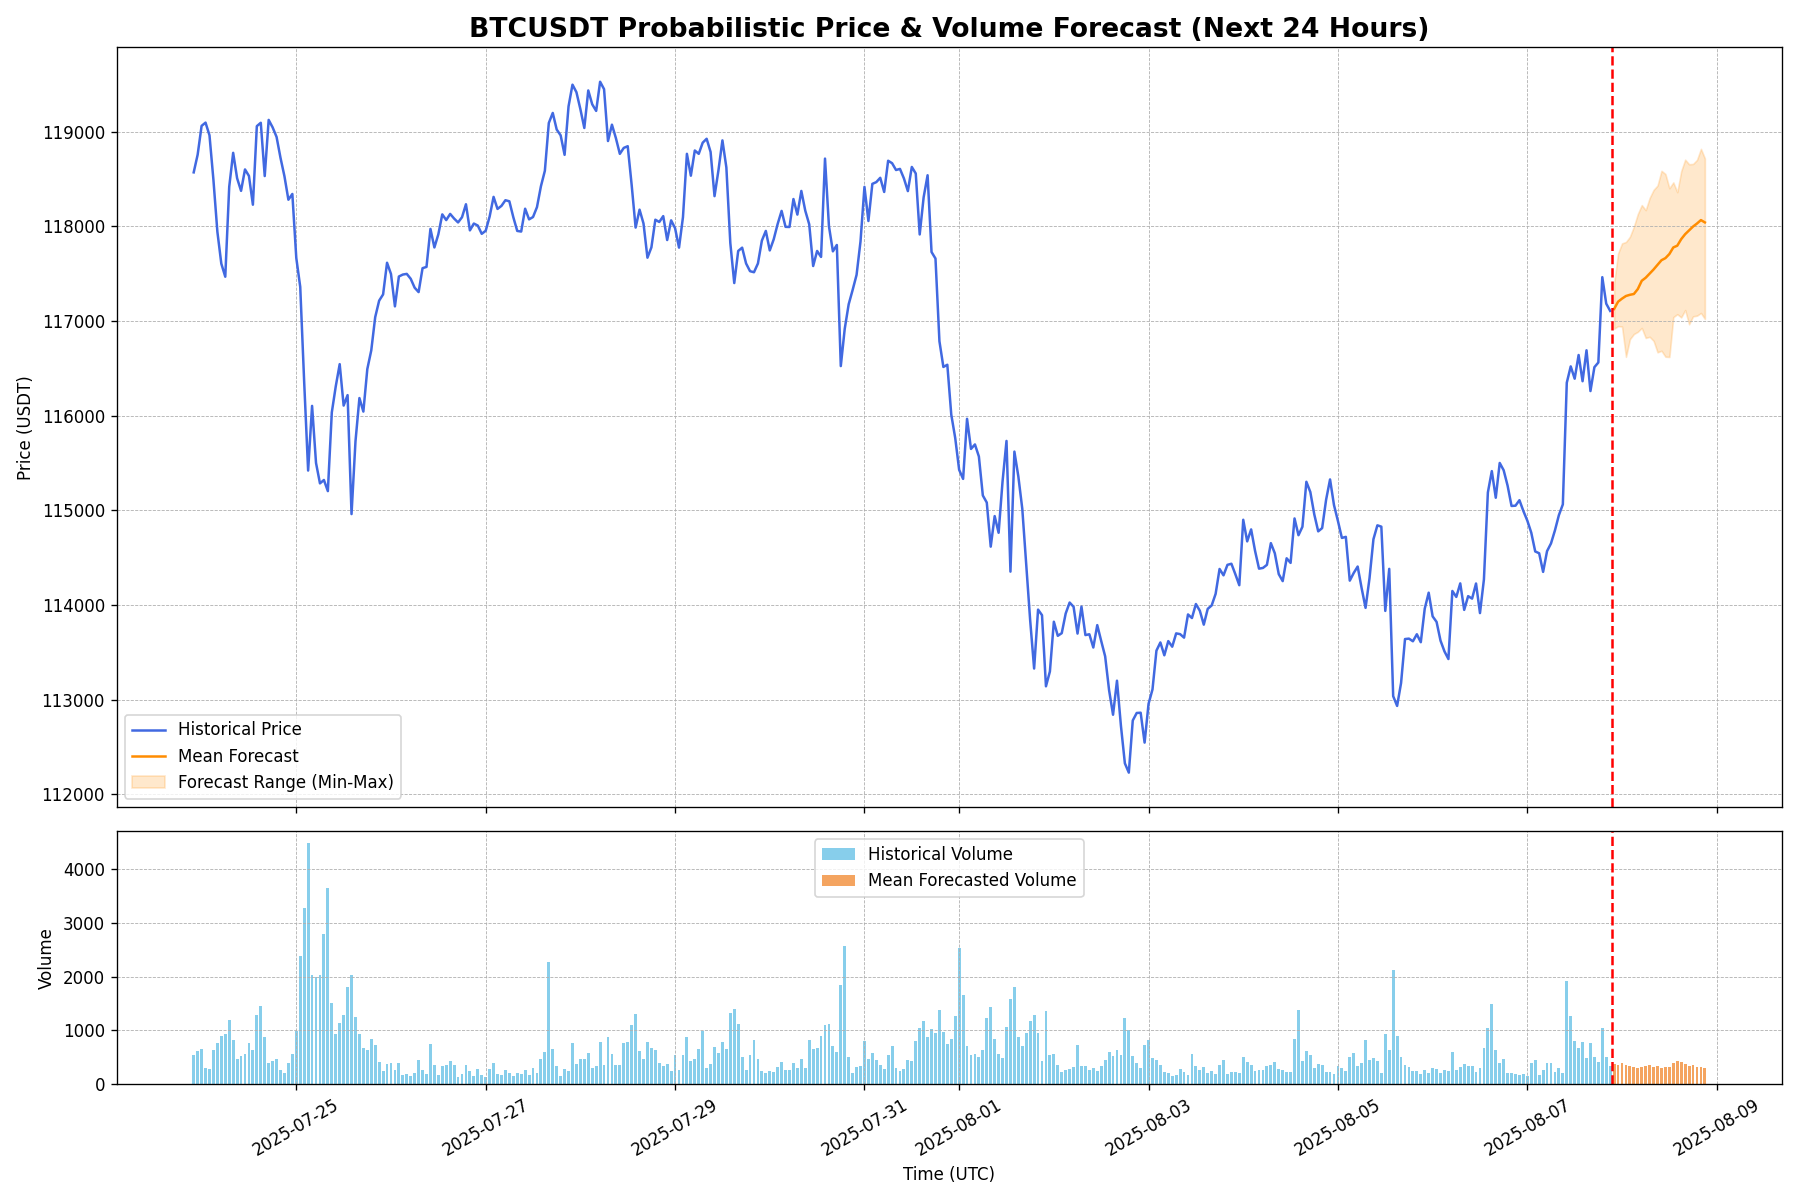 BTCUSDT Probabilistic Price & Volume Forecast (Next 24 Hours)
Price (USDT)
119000
118000
117000
116000
115000
114000
113000
112000
Historical Price
Mean Forecast
Forecast Range (Min-Max)
Volume
4000
3000
2000
1000
0
Historical Volume
Mean Forecasted Volume
2025-07-25
2025-07-27
2025-07-29
2025-07-31
2025-08-01
2025-08-03
2025-08-05
2025-08-07
2025-08-09
Time (UTC)